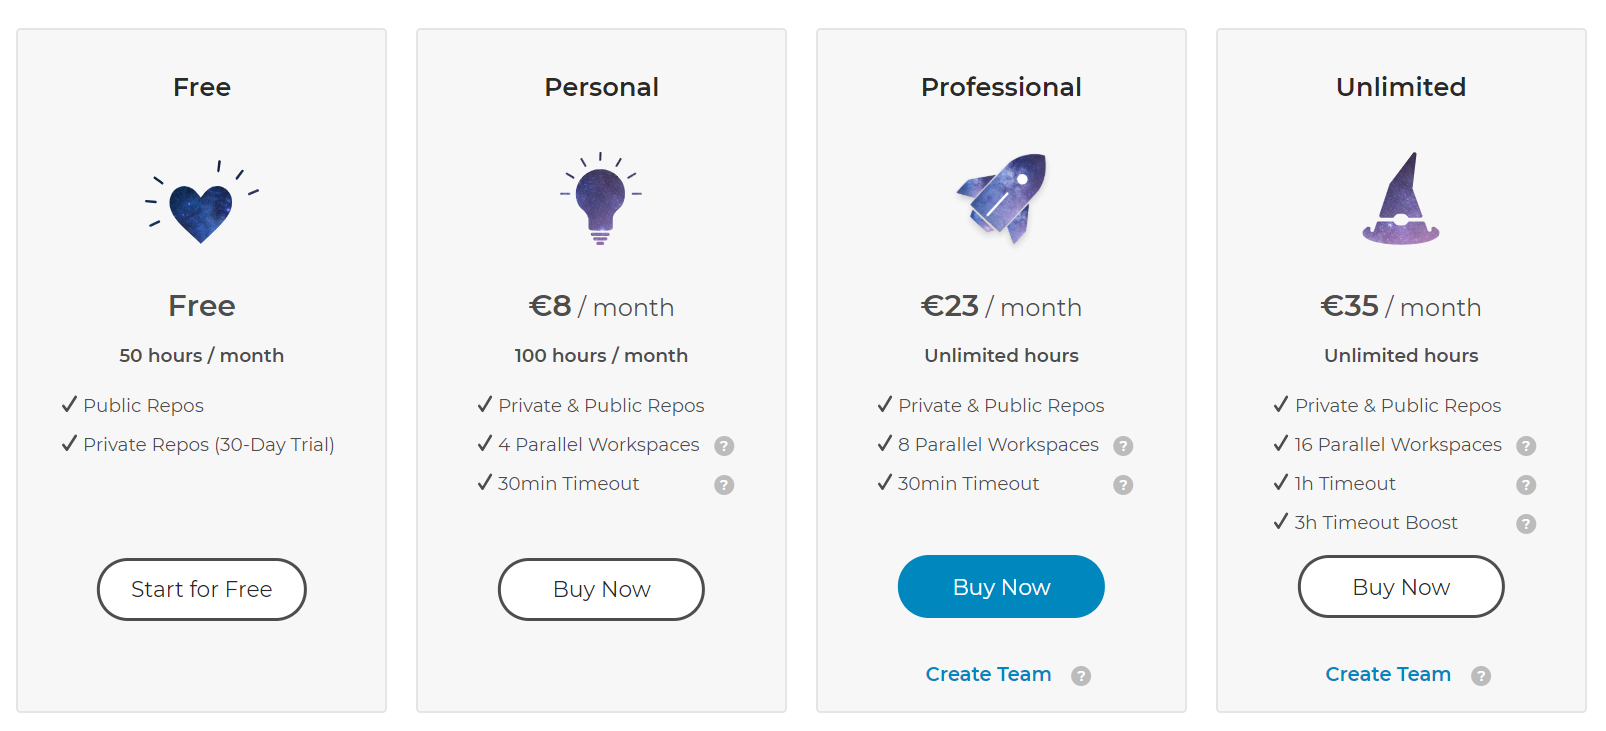 Free
Free
50 hours / month
Public Repos
Private Repos (30-Day Trial)
Start for Free
Personal
€8 / month
100 hours / month
Private & Public Repos
4 Parallel Workspaces ?
30min Timeout ?
Buy Now
Professional
€23 / month
Unlimited hours
Private & Public Repos
8 Parallel Workspaces ?
30min Timeout ?
Buy Now
Create Team ?
Unlimited
€35 / month
Unlimited hours
Private & Public Repos
16 Parallel Workspaces ?
1h Timeout ?
3h Timeout Boost ?
Buy Now
Create Team ?